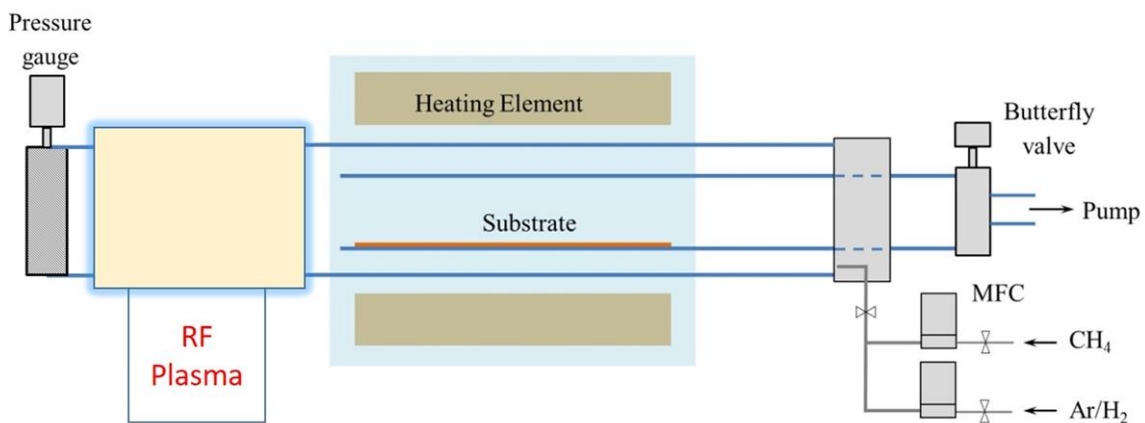 Pressure
gauge
Heating Element
Butterfly
valve
Substrate
Pump
RF
Plasma
MFC
CH₄
Ar/H₂